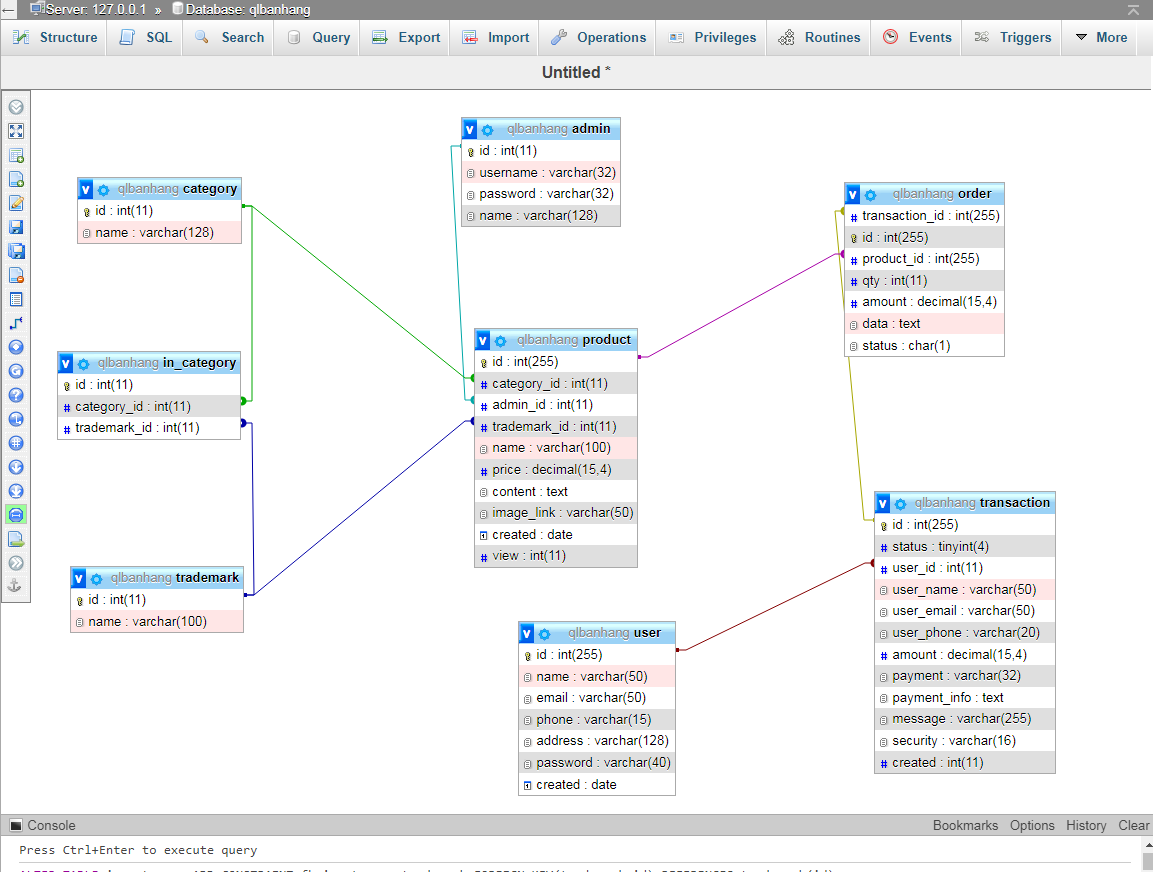 Server: 127.0.0.1 » Database: qlbanhang
Structure SQL Search Query Export Import Operations Privileges Routines Events Triggers More
Untitled *
qlbanhang admin
id : int(11)
username : varchar(32)
password : varchar(32)
name : varchar(128)
qlbanhang category
id : int(11)
name : varchar(128)
qlbanhang order
transaction_id : int(255)
id : int(255)
product_id : int(255)
qty : int(11)
amount : decimal(15,4)
data : text
status : char(1)
qlbanhang product
id : int(255)
category_id : int(11)
admin_id : int(11)
trademark_id : int(11)
name : varchar(100)
price : decimal(15,4)
content : text
image_link : varchar(50)
created : date
view : int(11)
qlbanhang in_category
id : int(11)
category_id : int(11)
trademark_id : int(11)
qlbanhang transaction
id : int(255)
status : tinyint(4)
user_id : int(11)
user_name : varchar(50)
user_email : varchar(50)
user_phone : varchar(20)
amount : decimal(15,4)
payment : varchar(32)
payment_info : text
message : varchar(255)
security : varchar(16)
created : int(11)
qlbanhang trademark
id : int(11)
name : varchar(100)
qlbanhang user
id : int(255)
name : varchar(50)
email : varchar(50)
phone : varchar(15)
address : varchar(128)
password : varchar(40)
created : date
Console Bookmarks Options History Clear
Press Ctrl+Enter to execute query